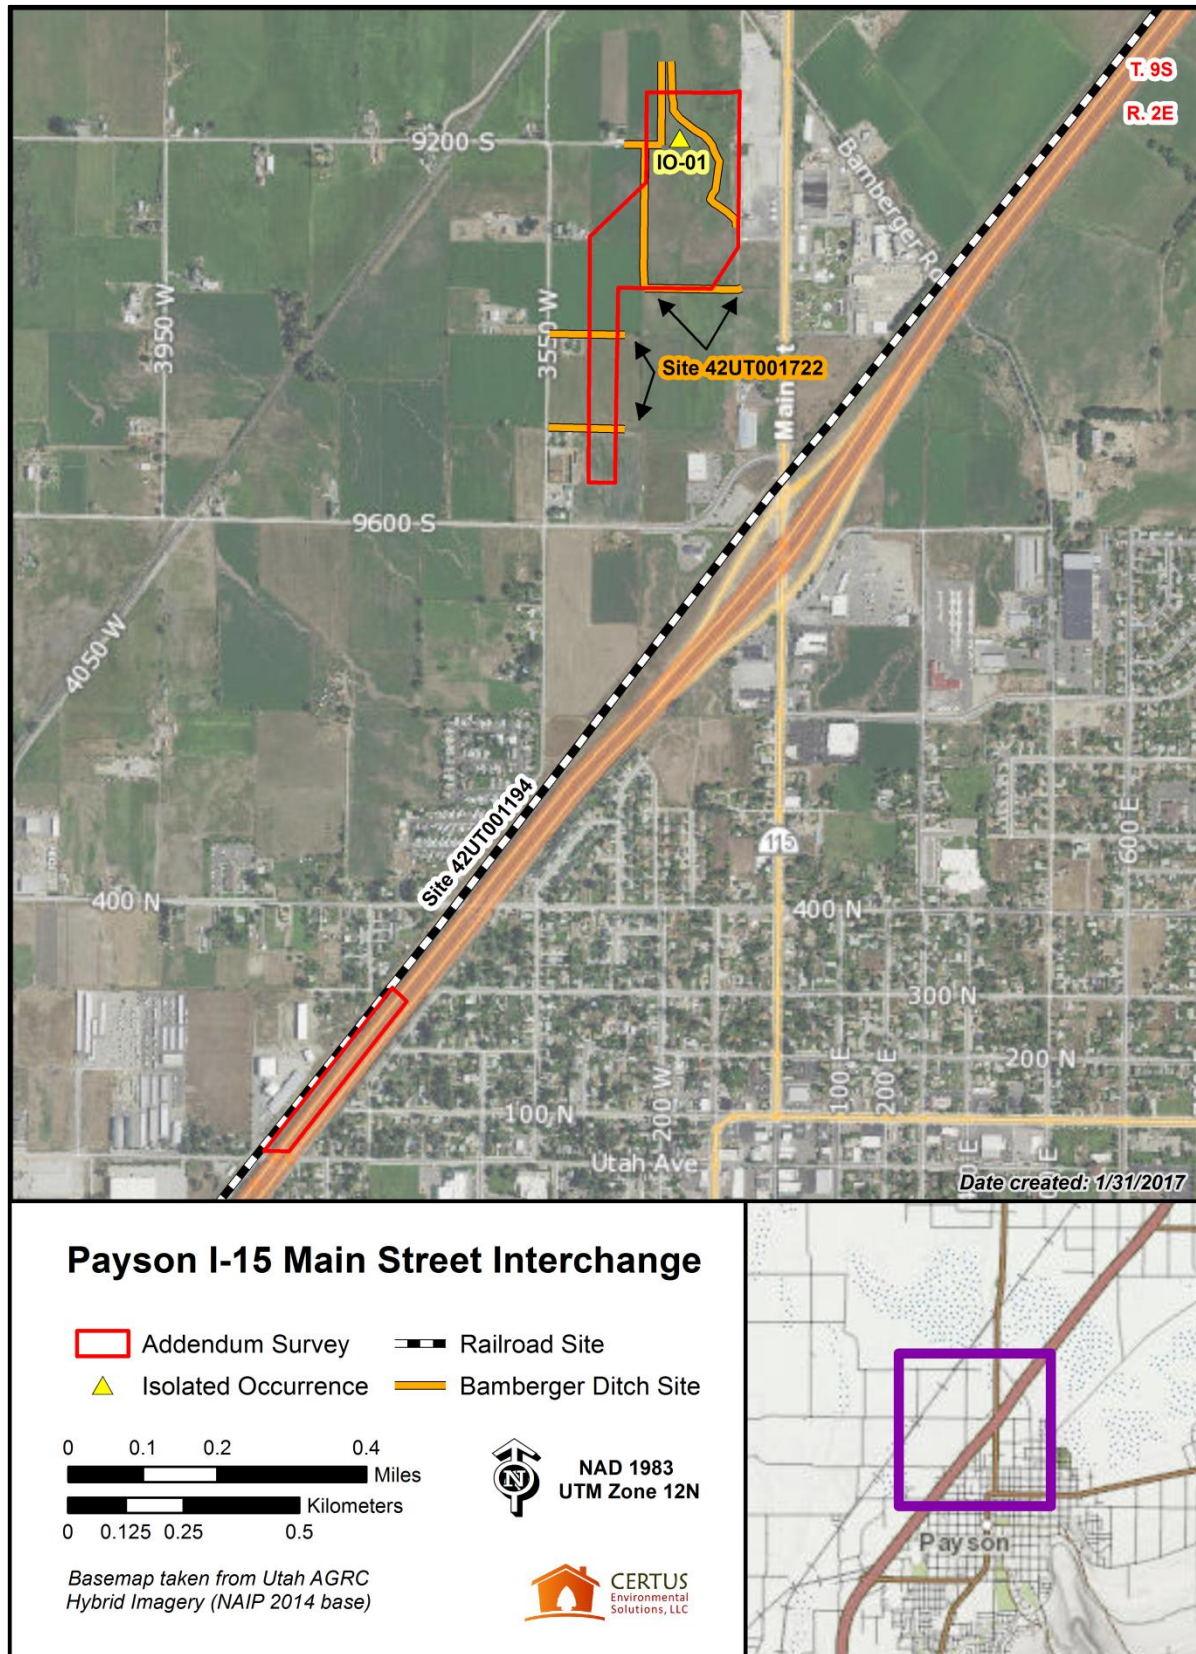 T. 9S
R. 2E
9200 S
IO-01
Bamberger Rd
3950 W
3550 W
Site 42UT001722
Main St
9600 S
4050 W
Site 42UT001194
115
600 E
400 N
400 N
300 N
200 N
100 N
200 W
100 E
200 E
Utah Ave
Date created: 1/31/2017
Payson I-15 Main Street Interchange
Addendum Survey
Railroad Site
Isolated Occurrence
Bamberger Ditch Site
0 0.1 0.2 0.4
Miles
Kilometers
0 0.125 0.25 0.5
N
NAD 1983
UTM Zone 12N
Basemap taken from Utah AGRC
Hybrid Imagery (NAIP 2014 base)
CERTUS
Environmental
Solutions, LLC
Payson